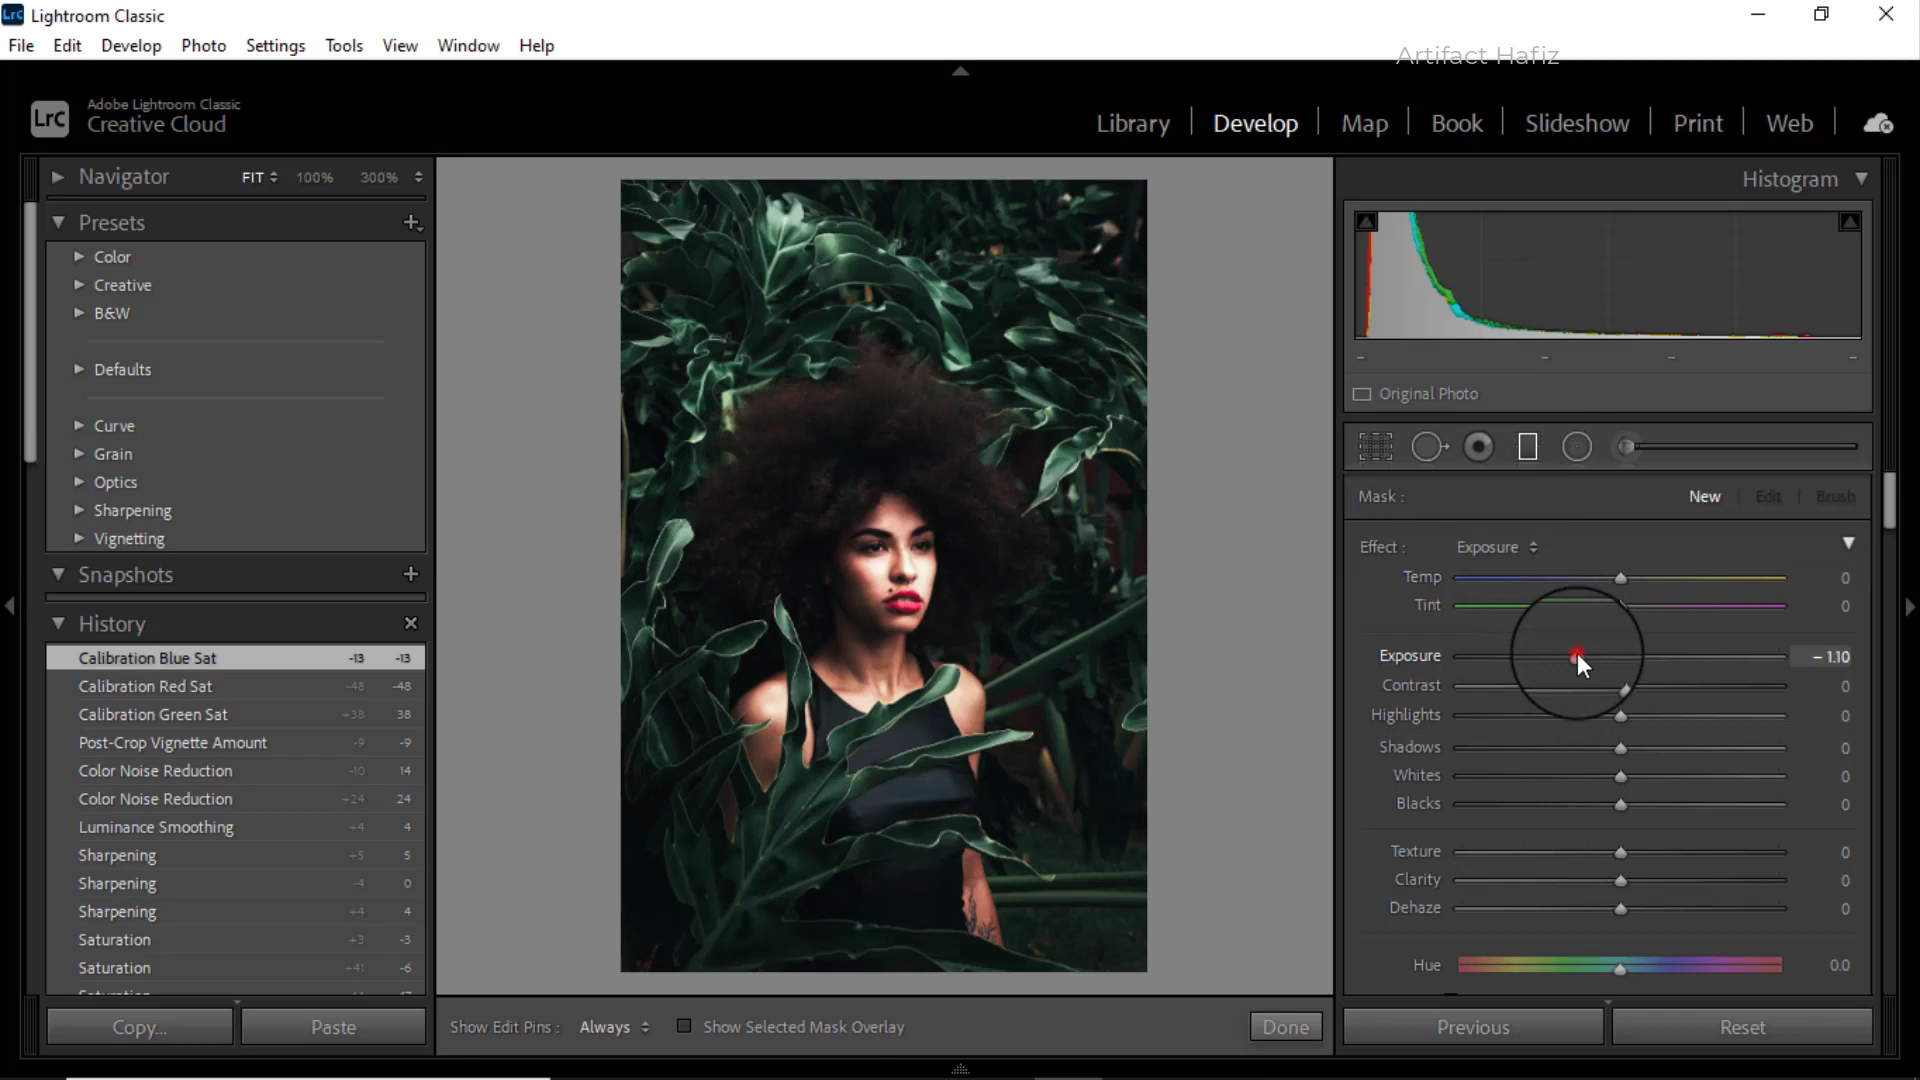 Lrc Lightroom Classic
File Edit Develop Photo Settings Tools View Window Help
Artifact Hafiz
LrC
Adobe Lightroom Classic
Creative Cloud
Library Develop Map Book Slideshow Print Web
Navigator FIT 100% 300%
Presets
Color
Creative
B&W
Defaults
Curve
Grain
Optics
Sharpening
Vignetting
Snapshots
History
Calibration Blue Sat -13 -13
Calibration Red Sat -48 -48
Calibration Green Sat +38 38
Post-Crop Vignette Amount -9 -9
Color Noise Reduction -10 14
Color Noise Reduction +24 24
Luminance Smoothing +4 4
Sharpening +5 5
Sharpening -4 0
Sharpening +4 4
Saturation +3 -3
Saturation +41 -6
Copy... Paste
Show Edit Pins : Always Show Selected Mask Overlay Done
Histogram
Original Photo
Mask : New Edit Brush
Effect : Exposure
Temp 0
Tint 0
Exposure – 1.10
Contrast 0
Highlights 0
Shadows 0
Whites 0
Blacks 0
Texture 0
Clarity 0
Dehaze 0
Hue 0.0
Previous Reset